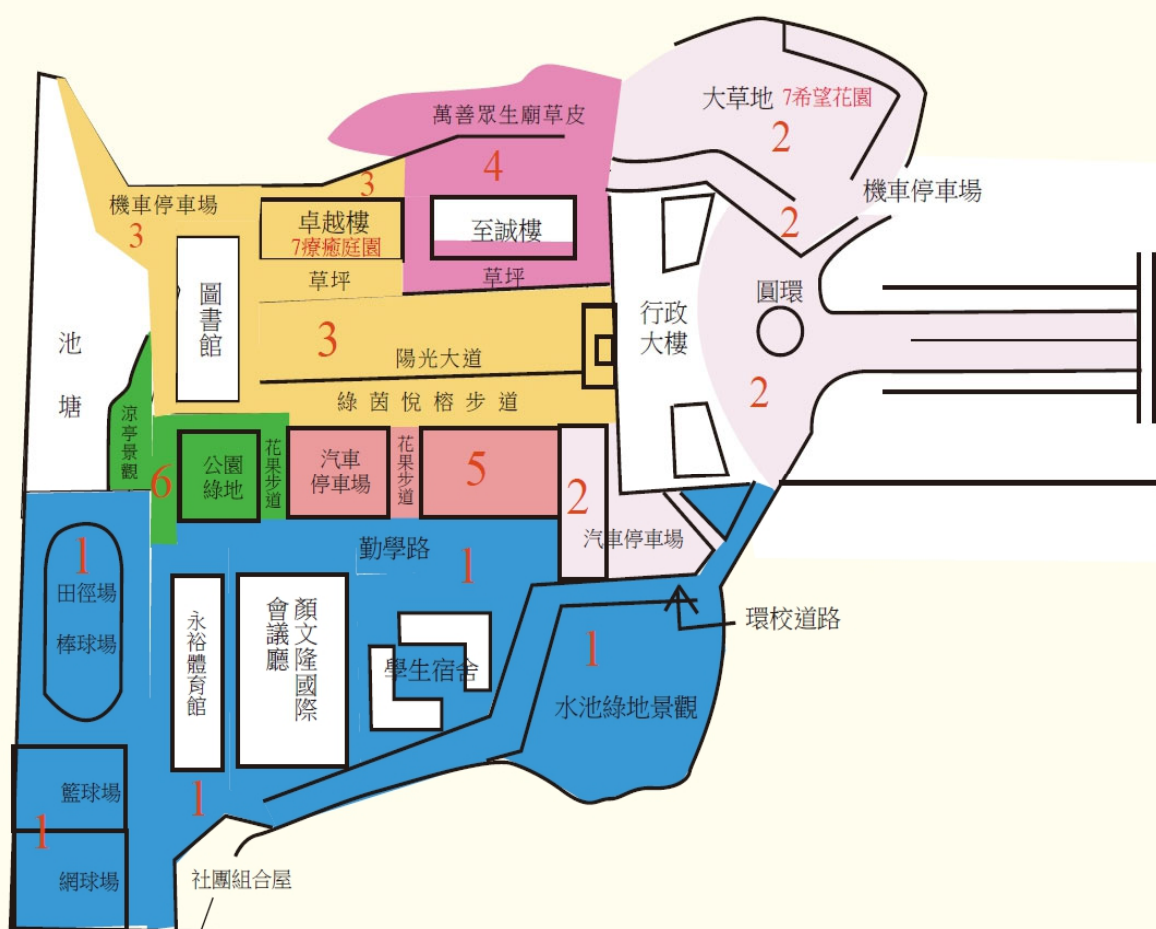 萬善眾生廟草皮
大草地 7希望花園
2
4
3
機車停車場
機車停車場
3
卓越樓
7療癒庭園
至誠樓
2
草坪
草坪
圖書館
行政
大樓
圓環
池塘
3
陽光大道
2
綠茵悅榕步道
涼亭景觀
6
公園
綠地
花果步道
汽車
停車場
花果步道
5
2
汽車停車場
1
田徑場
棒球場
勤學路
1
永裕體育館
顏文隆國際
會議廳
學生宿舍
1
水池綠地景觀
環校道路
籃球場
1
1
網球場
社團組合屋